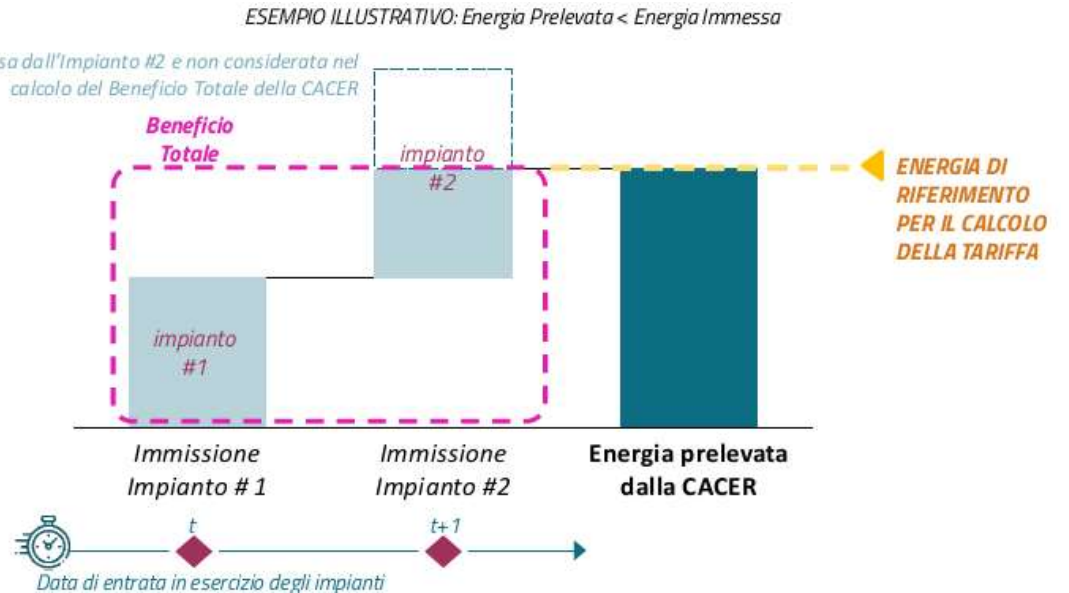 ESEMPIO ILLUSTRATIVO: Energia Prelevata < Energia Immessa
dall'Impianto #2 e non considerata nel
calcolo del Beneficio Totale della CACER
Beneficio
Totale
impianto
#2
ENERGIA DI
RIFERIMENTO
PER IL CALCOLO
DELLA TARIFFA
impianto
#1
Immissione
Impianto # 1
Immissione
Impianto #2
Energia prelevata
dalla CACER
t
t+1
Data di entrata in esercizio degli impianti